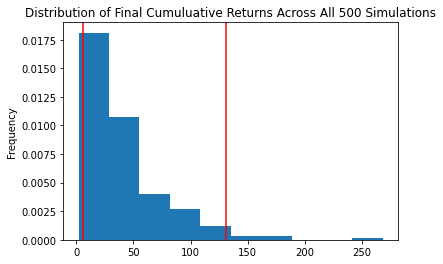 Distribution of Final Cumuluative Returns Across All 500 Simulations
0.0175
0.0150
0.0125
0.0100
0.0075
0.0050
0.0025
0.0000
Frequency
0 50 100 150 200 250